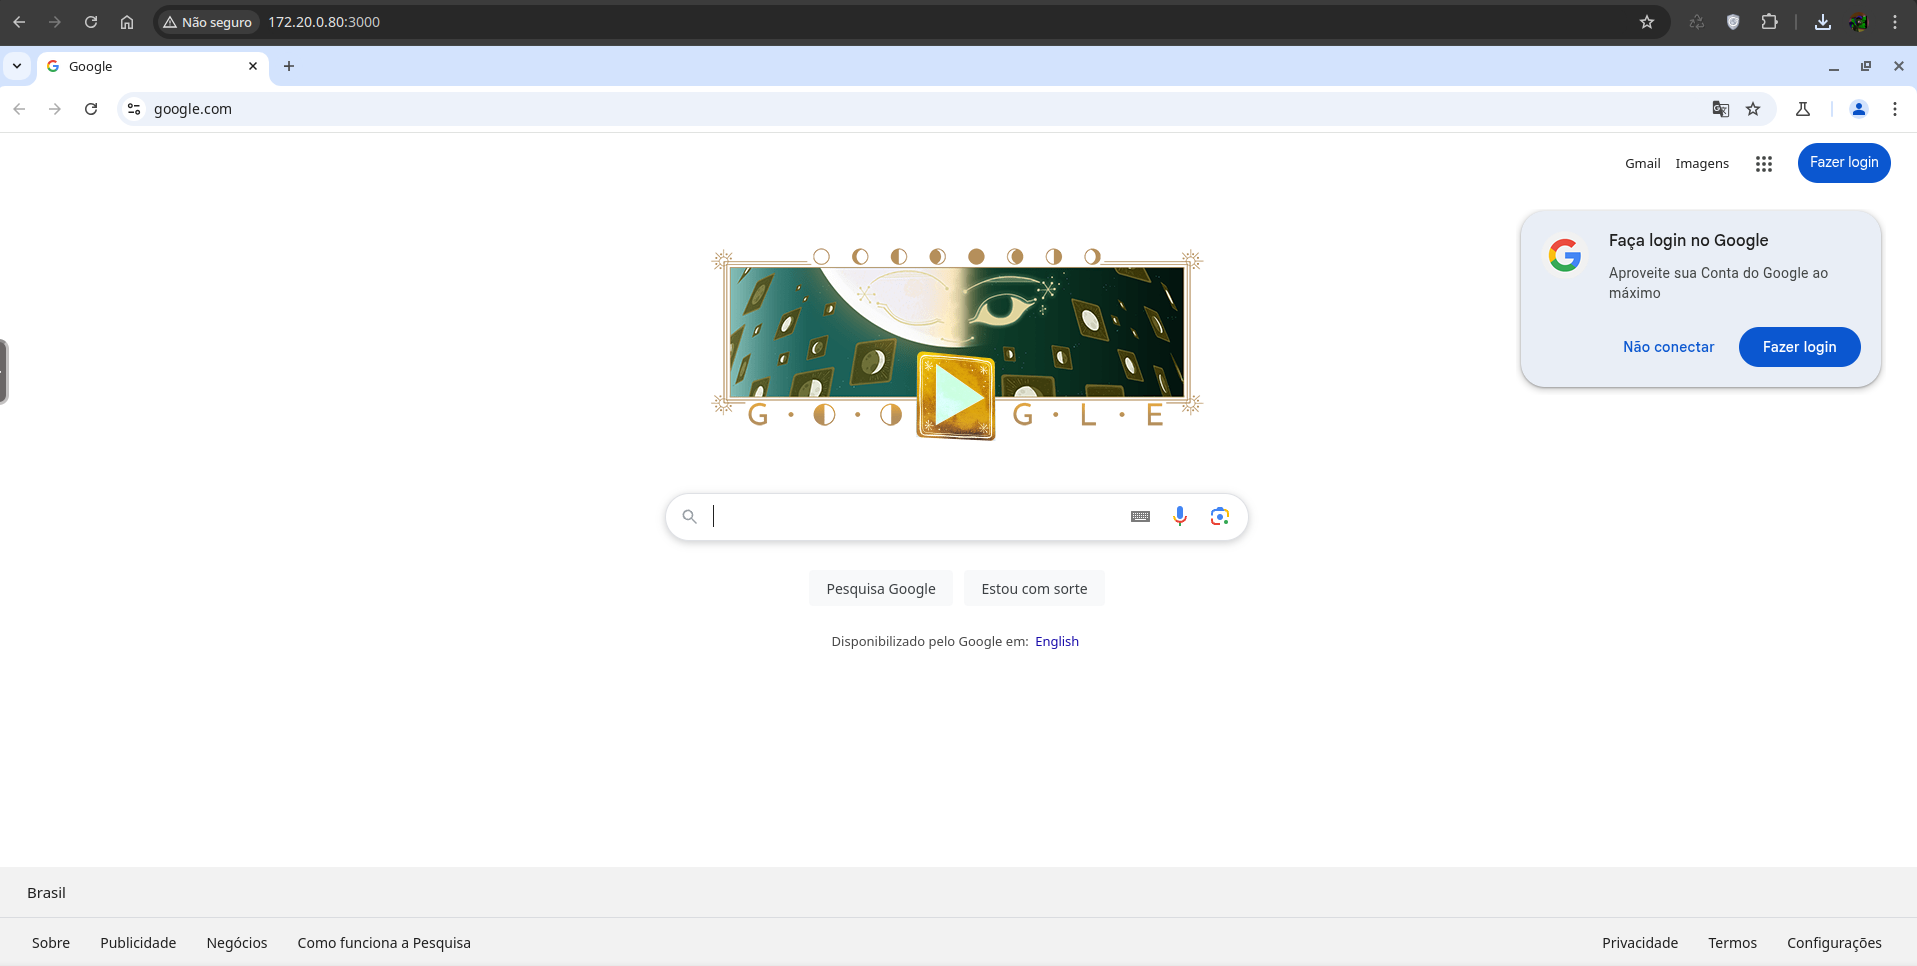 Não seguro 172.20.0.80:3000
Google
google.com
Gmail Imagens Fazer login
Faça login no Google
Aproveite sua Conta do Google ao
máximo
Não conectar Fazer login
G · · G · L · E
Pesquisa Google Estou com sorte
Disponibilizado pelo Google em: English
Brasil
Sobre Publicidade Negócios Como funciona a Pesquisa Privacidade Termos Configurações